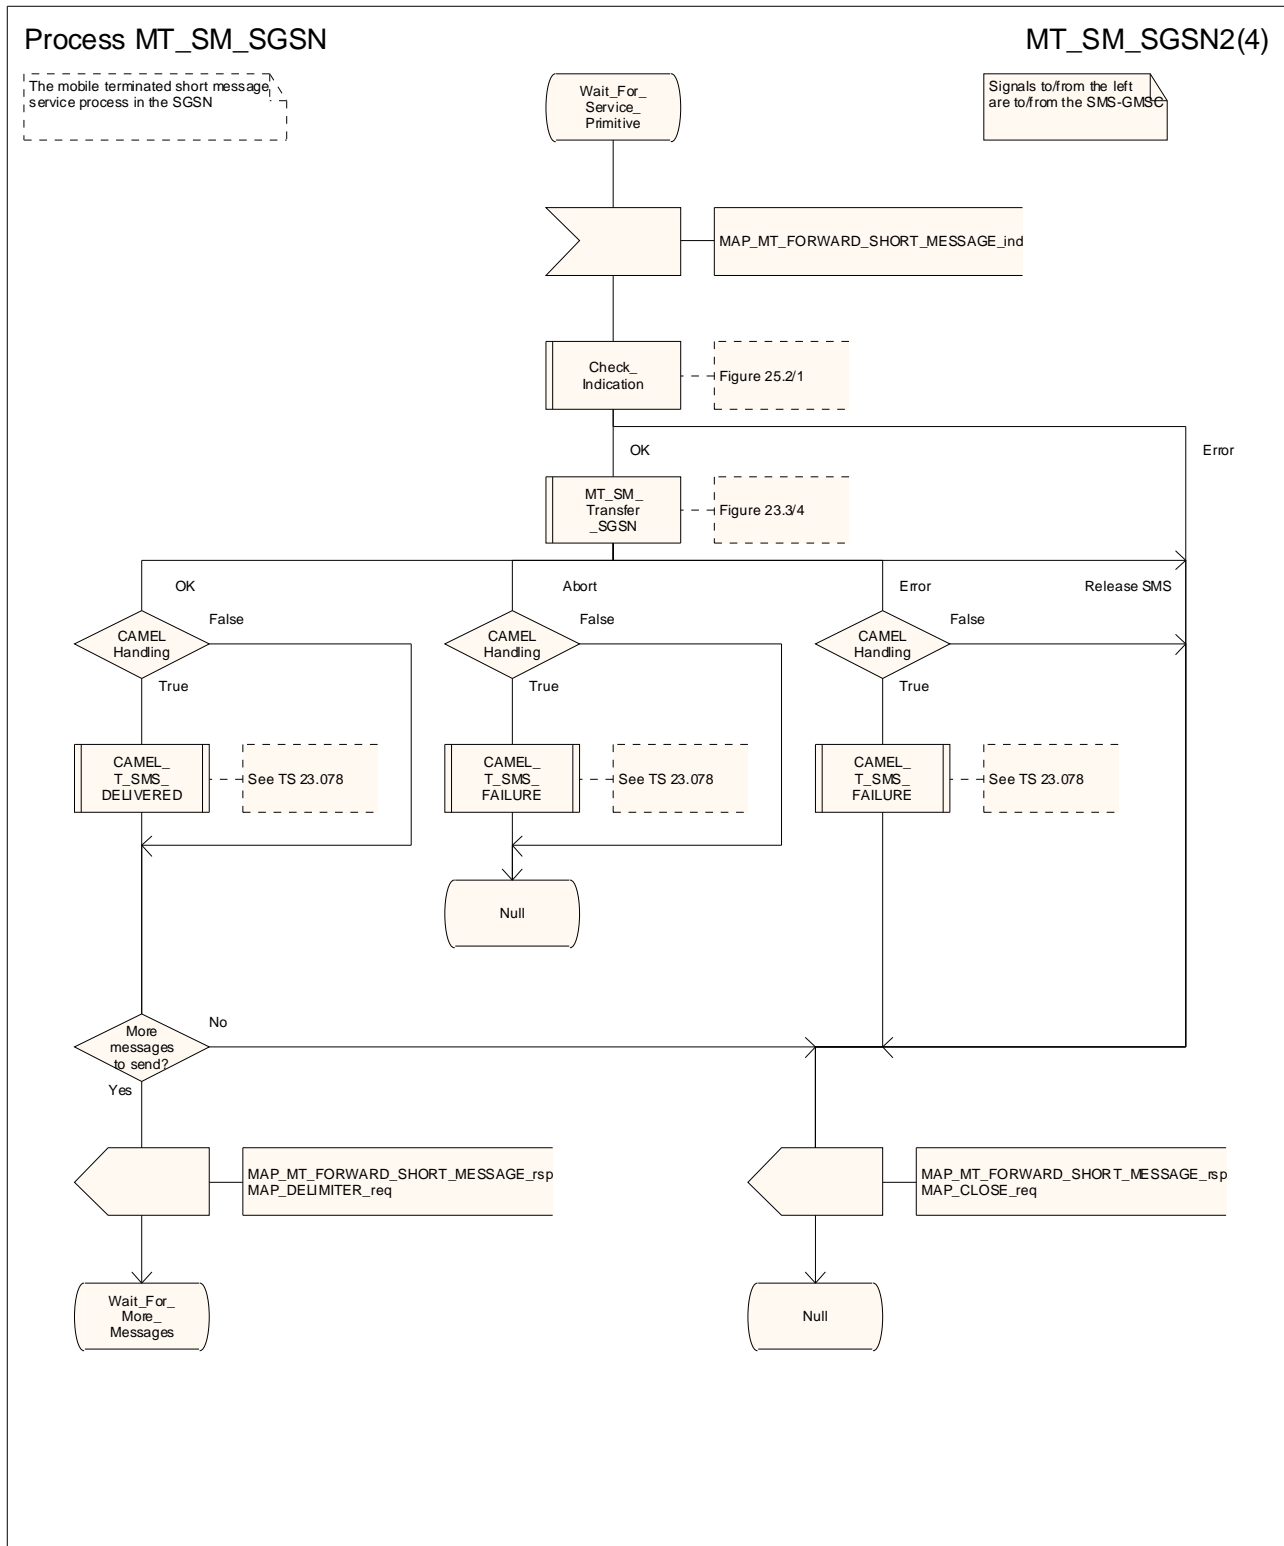 Process MT_SM_SGSN
MT_SM_SGSN2(4)
The mobile terminated short message
service process in the SGSN
Wait_For_
Service_
Primitive
Signals to/from the left
are to/from the SMS-GMSC
MAP_MT_FORWARD_SHORT_MESSAGE_ind
Check_
Indication
Figure 25.2/1
OK
Error
MT_SM_
Transfer
_SGSN
Figure 23.3/4
OK
Abort
Error
Release SMS
CAMEL
Handling
False
True
CAMEL
Handling
False
True
CAMEL
Handling
False
True
CAMEL_
T_SMS_
DELIVERED
See TS 23.078
CAMEL_
T_SMS_
FAILURE
See TS 23.078
CAMEL_
T_SMS_
FAILURE
See TS 23.078
Null
More
messages
to send?
No
Yes
MAP_MT_FORWARD_SHORT_MESSAGE_rsp
MAP_DELIMITER_req
MAP_MT_FORWARD_SHORT_MESSAGE_rsp
MAP_CLOSE_req
Wait_For_
More_
Messages
Null